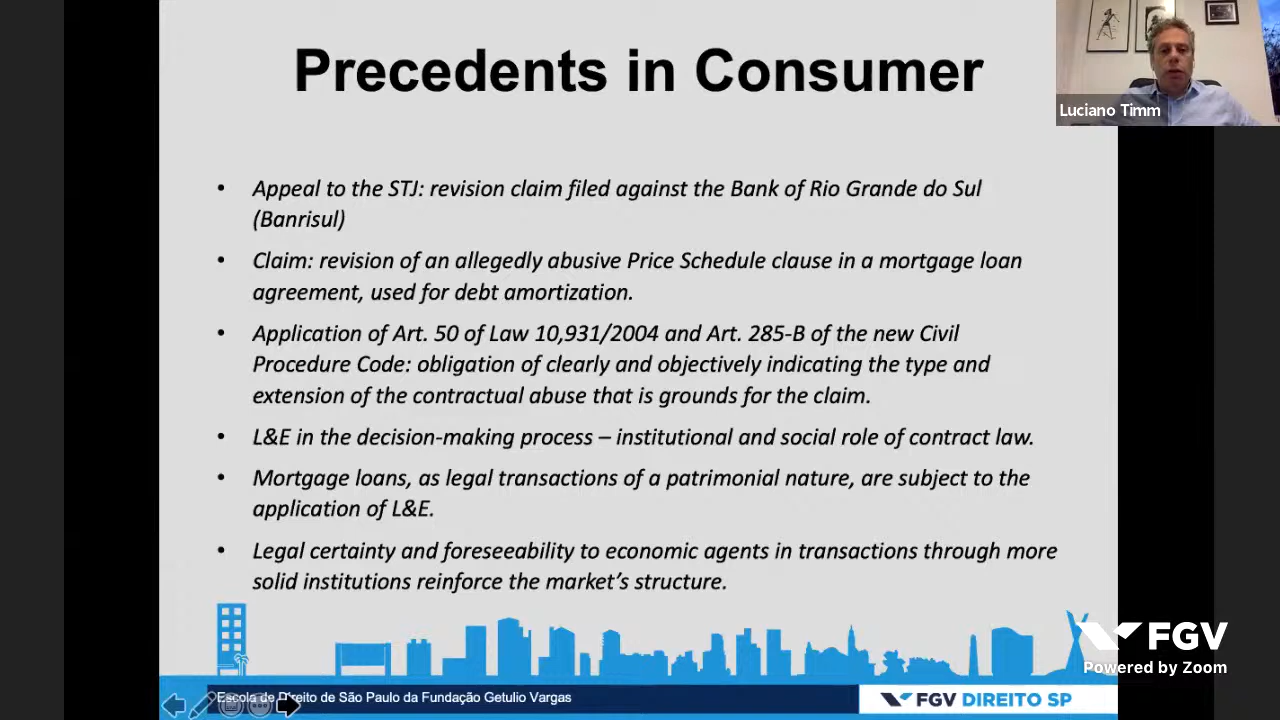 Precedents in Consumer
Luciano Timm
• Appeal to the STJ: revision claim filed against the Bank of Rio Grande do Sul
(Banrisul)
• Claim: revision of an allegedly abusive Price Schedule clause in a mortgage loan
agreement, used for debt amortization.
• Application of Art. 50 of Law 10,931/2004 and Art. 285-B of the new Civil
Procedure Code: obligation of clearly and objectively indicating the type and
extension of the contractual abuse that is grounds for the claim.
• L&E in the decision-making process – institutional and social role of contract law.
• Mortgage loans, as legal transactions of a patrimonial nature, are subject to the
application of L&E.
• Legal certainty and foreseeability to economic agents in transactions through more
solid institutions reinforce the market’s structure.
FGV
Powered by Zoom
Escola de Direito de São Paulo da Fundação Getulio Vargas
FGV DIREITO SP